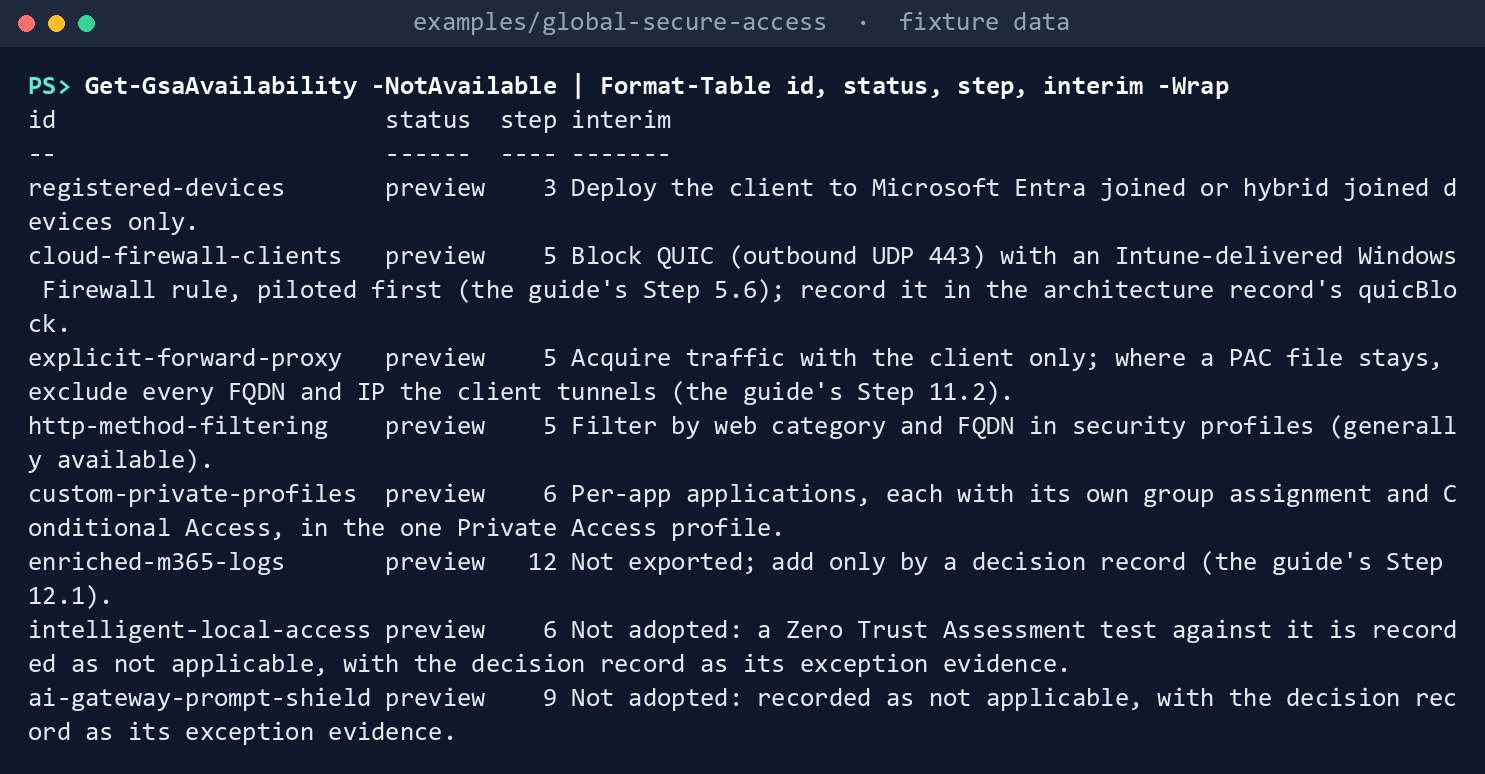 examples/global-secure-access · fixture data
PS> Get-GsaAvailability -NotAvailable | Format-Table id, status, step, interim -Wrap
id                       status  step interim
--                       ------  ---- -------
registered-devices       preview    3 Deploy the client to Microsoft Entra joined or hybrid joined d
evices only.
cloud-firewall-clients   preview    5 Block QUIC (outbound UDP 443) with an Intune-delivered Windows
 Firewall rule, piloted first (the guide's Step 5.6); record it in the architecture record's quicBlo
ck.
explicit-forward-proxy   preview    5 Acquire traffic with the client only; where a PAC file stays,
exclude every FQDN and IP the client tunnels (the guide's Step 11.2).
http-method-filtering    preview    5 Filter by web category and FQDN in security profiles (generall
y available).
custom-private-profiles  preview    6 Per-app applications, each with its own group assignment and C
onditional Access, in the one Private Access profile.
enriched-m365-logs       preview   12 Not exported; add only by a decision record (the guide's Step
12.1).
intelligent-local-access preview    6 Not adopted: a Zero Trust Assessment test against it is record
ed as not applicable, with the decision record as its exception evidence.
ai-gateway-prompt-shield preview    9 Not adopted: recorded as not applicable, with the decision rec
ord as its exception evidence.